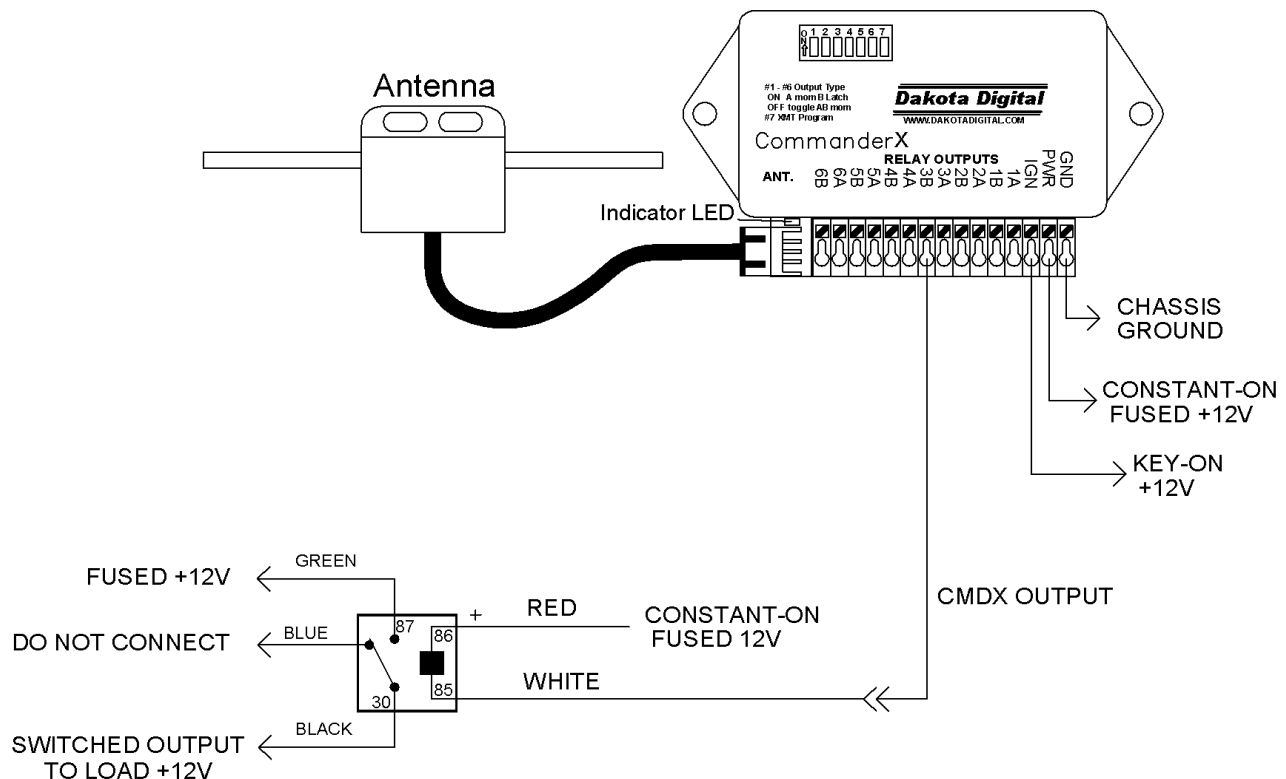 Antenna
ON
1 2 3 4 5 6 7
#1 - #6 Output Type
ON A mom B Latch
OFF toggle AB mom
#7 XMT Program
Dakota Digital
WWW.DAKOTADIGITAL.COM
CommanderX
RELAY OUTPUTS
ANT.
6B 6A 5B 5A 4B 4A 3B 3A 2B 2A 1B 1A IGN PWR GND
Indicator LED
CHASSIS
GROUND
CONSTANT-ON
FUSED +12V
KEY-ON
+12V
CMDX OUTPUT
FUSED +12V
GREEN
DO NOT CONNECT
BLUE
87
86
+
RED
CONSTANT-ON
FUSED 12V
85
WHITE
30
BLACK
SWITCHED OUTPUT
TO LOAD +12V